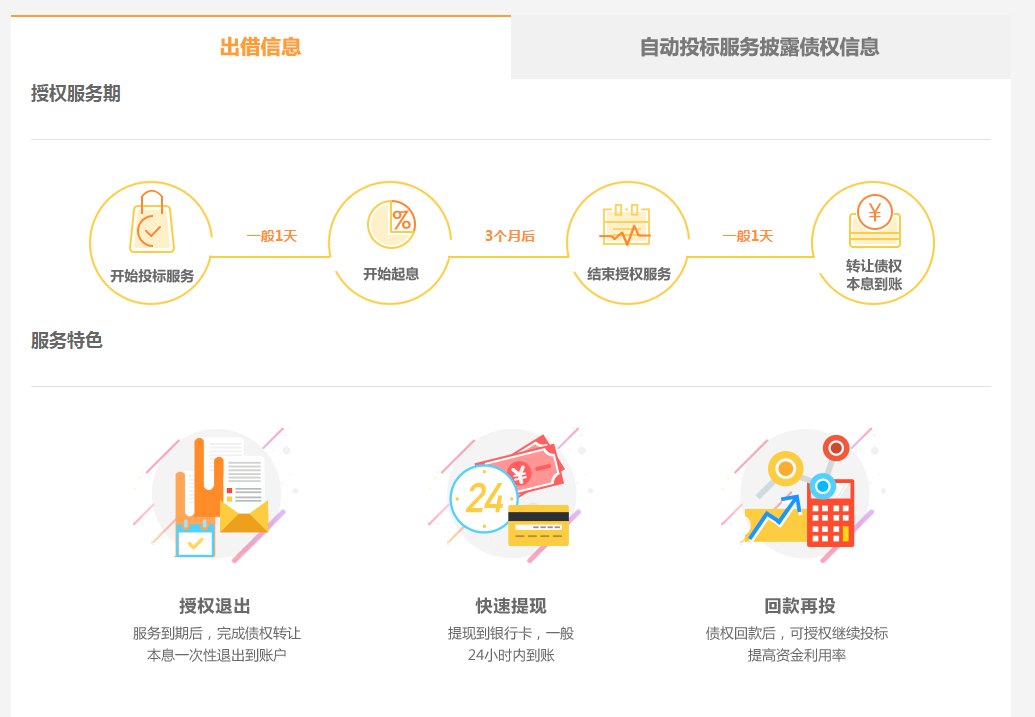 出借信息
自动投标服务披露债权信息
授权服务期
开始投标服务
一般1天
开始起息
%
3个月后
结束授权服务
一般1天
¥
转让债权
本息到账
服务特色
24
¥
授权退出
服务到期后，完成债权转让
本息一次性退出到账户
快速提现
提现到银行卡，一般
24小时内到账
回款再投
债权回款后，可授权继续投标
提高资金利用率